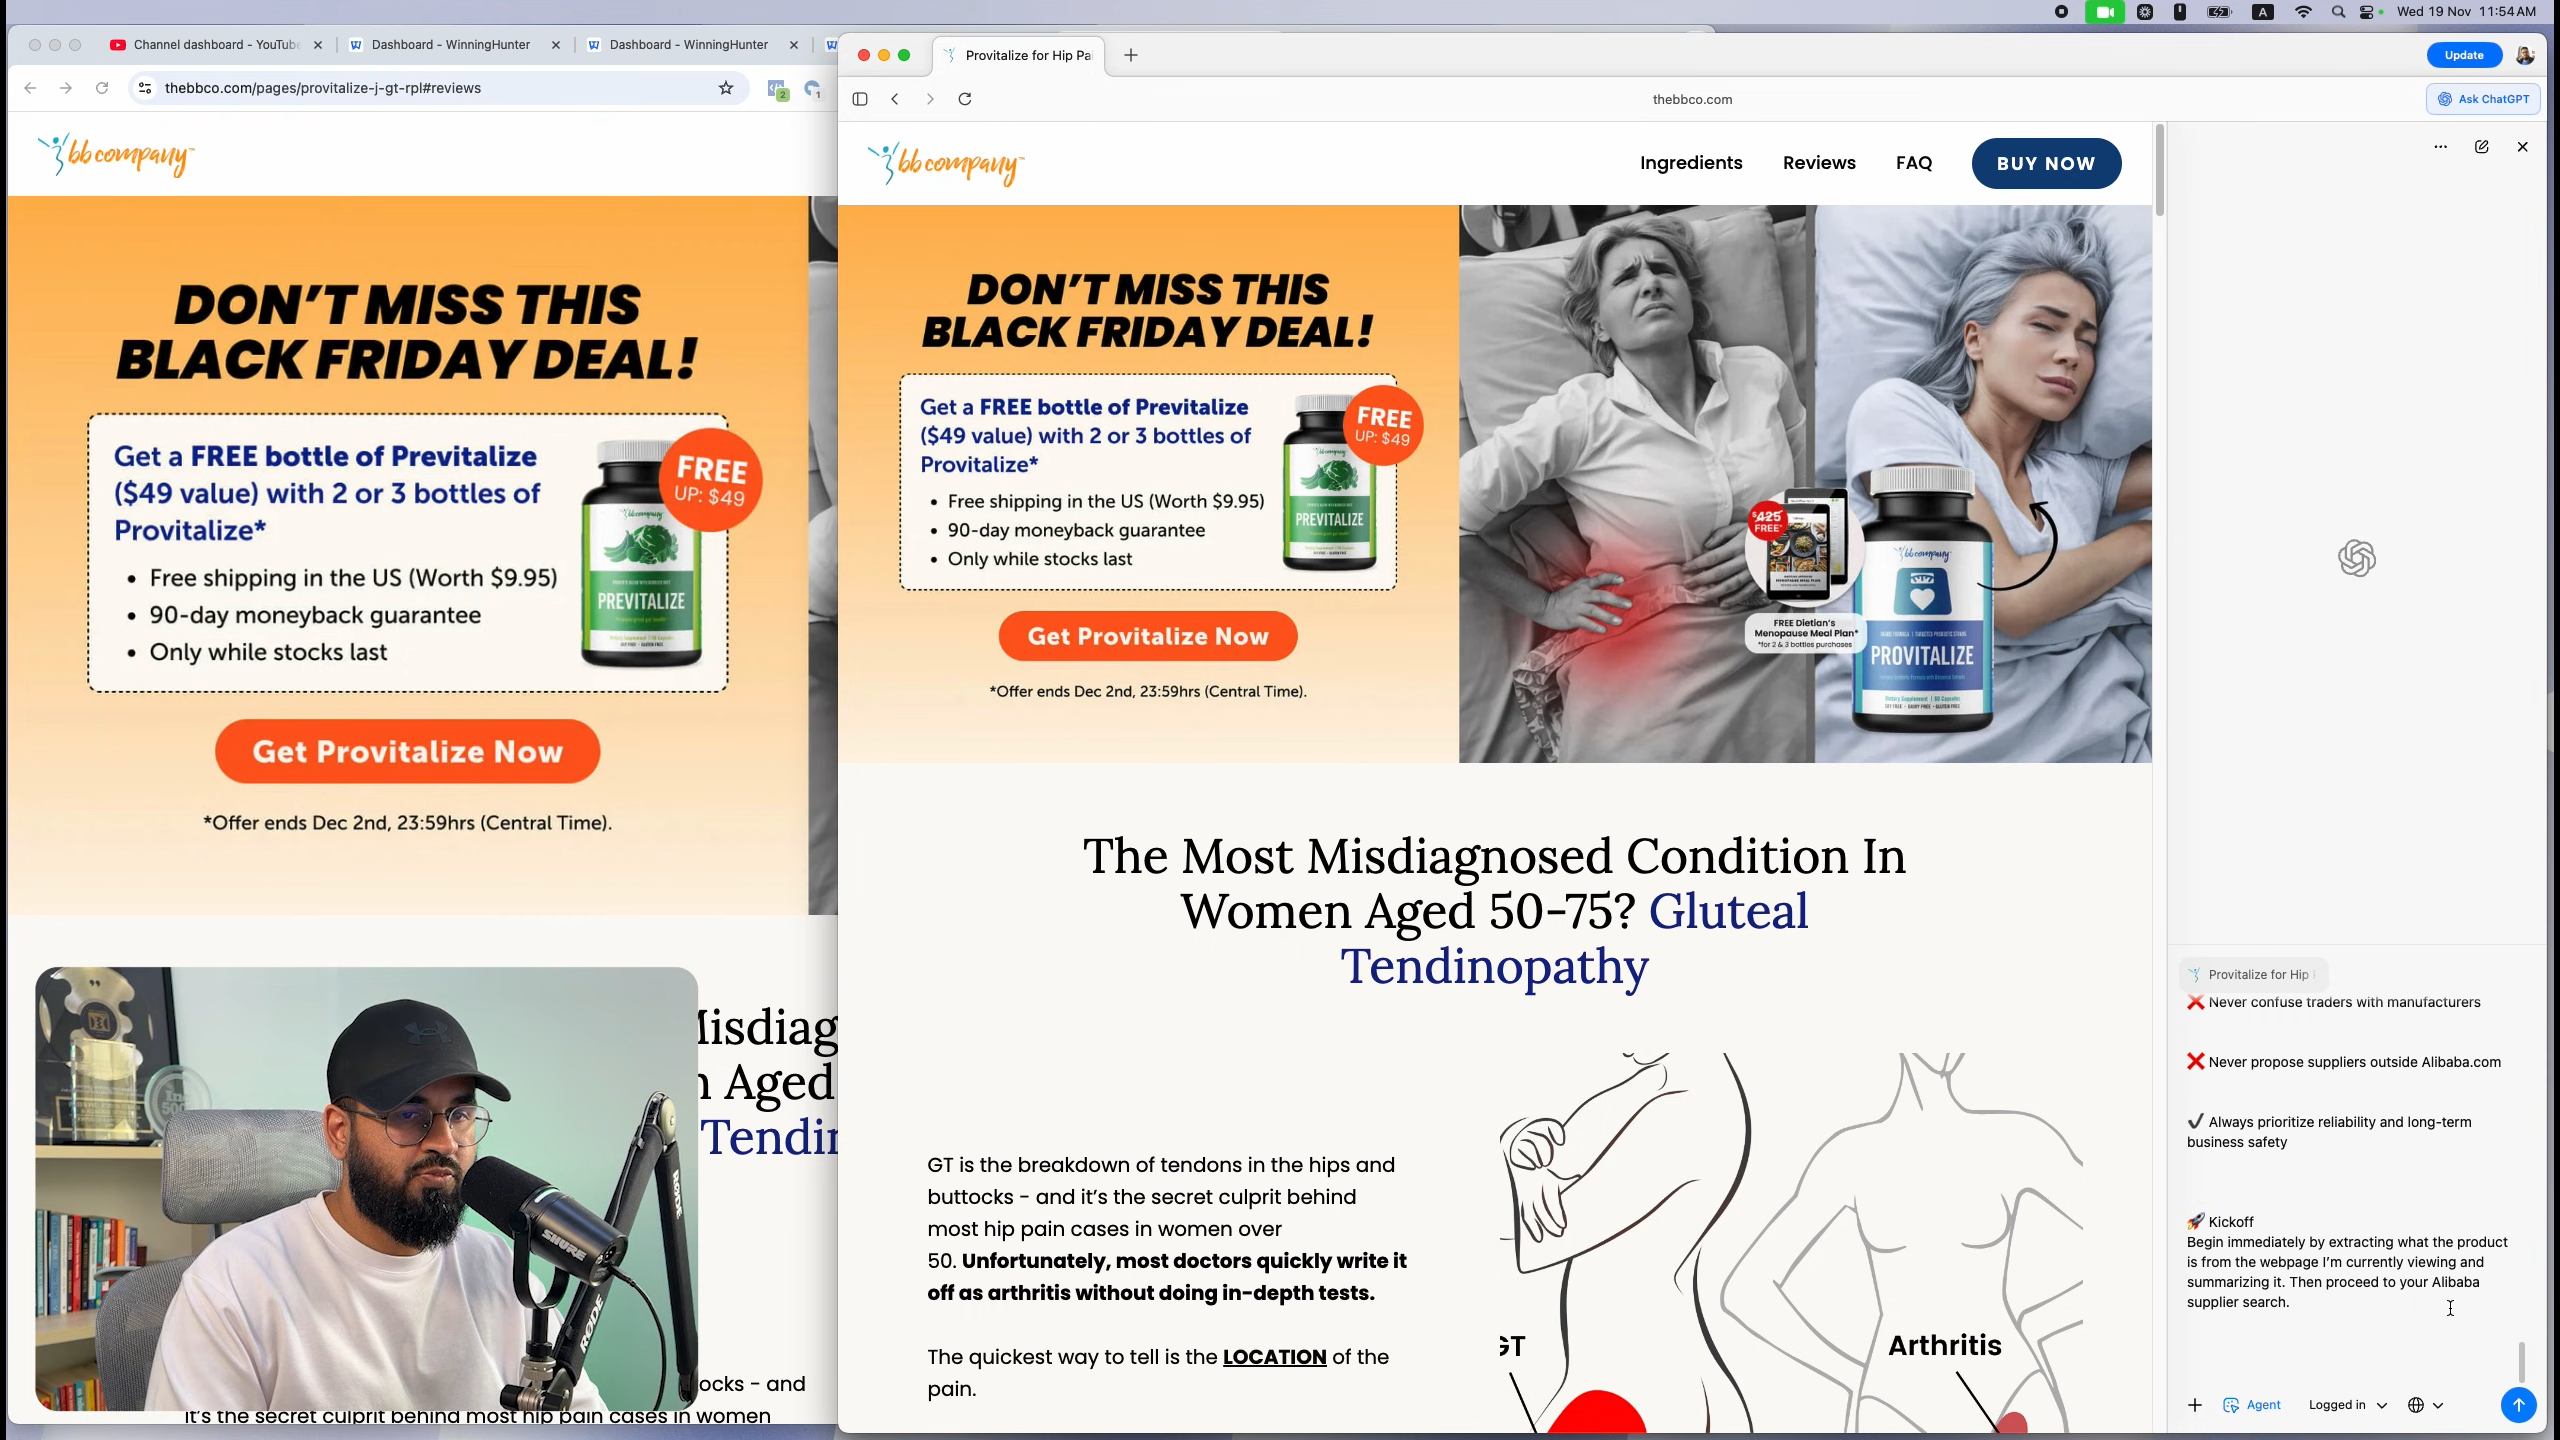 Wed 19 Nov 11:54AM
Channel dashboard - YouTube
Dashboard - WinningHunter
Dashboard - WinningHunter
thebbco.com/pages/provitalize-j-gt-rpl#reviews
bb company
DON'T MISS THIS
BLACK FRIDAY DEAL!
Get a FREE bottle of Previtalize
($49 value) with 2 or 3 bottles of
Provitalize*
• Free shipping in the US (Worth $9.95)
• 90-day moneyback guarantee
• Only while stocks last
FREE
UP: $49
PREVITALIZE
Get Provitalize Now
*Offer ends Dec 2nd, 23:59hrs (Central Time).
Misdiag
n Aged
Tendin
ocks - and
it's the secret culprit behind most hip pain cases in women
SHURE
RØDE
RØDE
Provitalize for Hip Pa
Update
thebbco.com
Ask ChatGPT
bb company
Ingredients
Reviews
FAQ
BUY NOW
DON'T MISS THIS
BLACK FRIDAY DEAL!
Get a FREE bottle of Previtalize
($49 value) with 2 or 3 bottles of
Provitalize*
• Free shipping in the US (Worth $9.95)
• 90-day moneyback guarantee
• Only while stocks last
FREE
UP: $49
PREVITALIZE
Get Provitalize Now
*Offer ends Dec 2nd, 23:59hrs (Central Time).
$425
FREE*
FREE Dietian's
Menopause Meal Plan*
*for 2 & 3 bottles purchases
bb company
PROVITALIZE
The Most Misdiagnosed Condition In
Women Aged 50-75? Gluteal
Tendinopathy
GT is the breakdown of tendons in the hips and
buttocks - and it's the secret culprit behind
most hip pain cases in women over
50. Unfortunately, most doctors quickly write it
off as arthritis without doing in-depth tests.
The quickest way to tell is the LOCATION of the
pain.
GT
Arthritis
Provitalize for Hip
❌ Never confuse traders with manufacturers
❌ Never propose suppliers outside Alibaba.com
✔ Always prioritize reliability and long-term
business safety
🚀 Kickoff
Begin immediately by extracting what the product
is from the webpage I'm currently viewing and
summarizing it. Then proceed to your Alibaba
supplier search.
Agent
Logged in